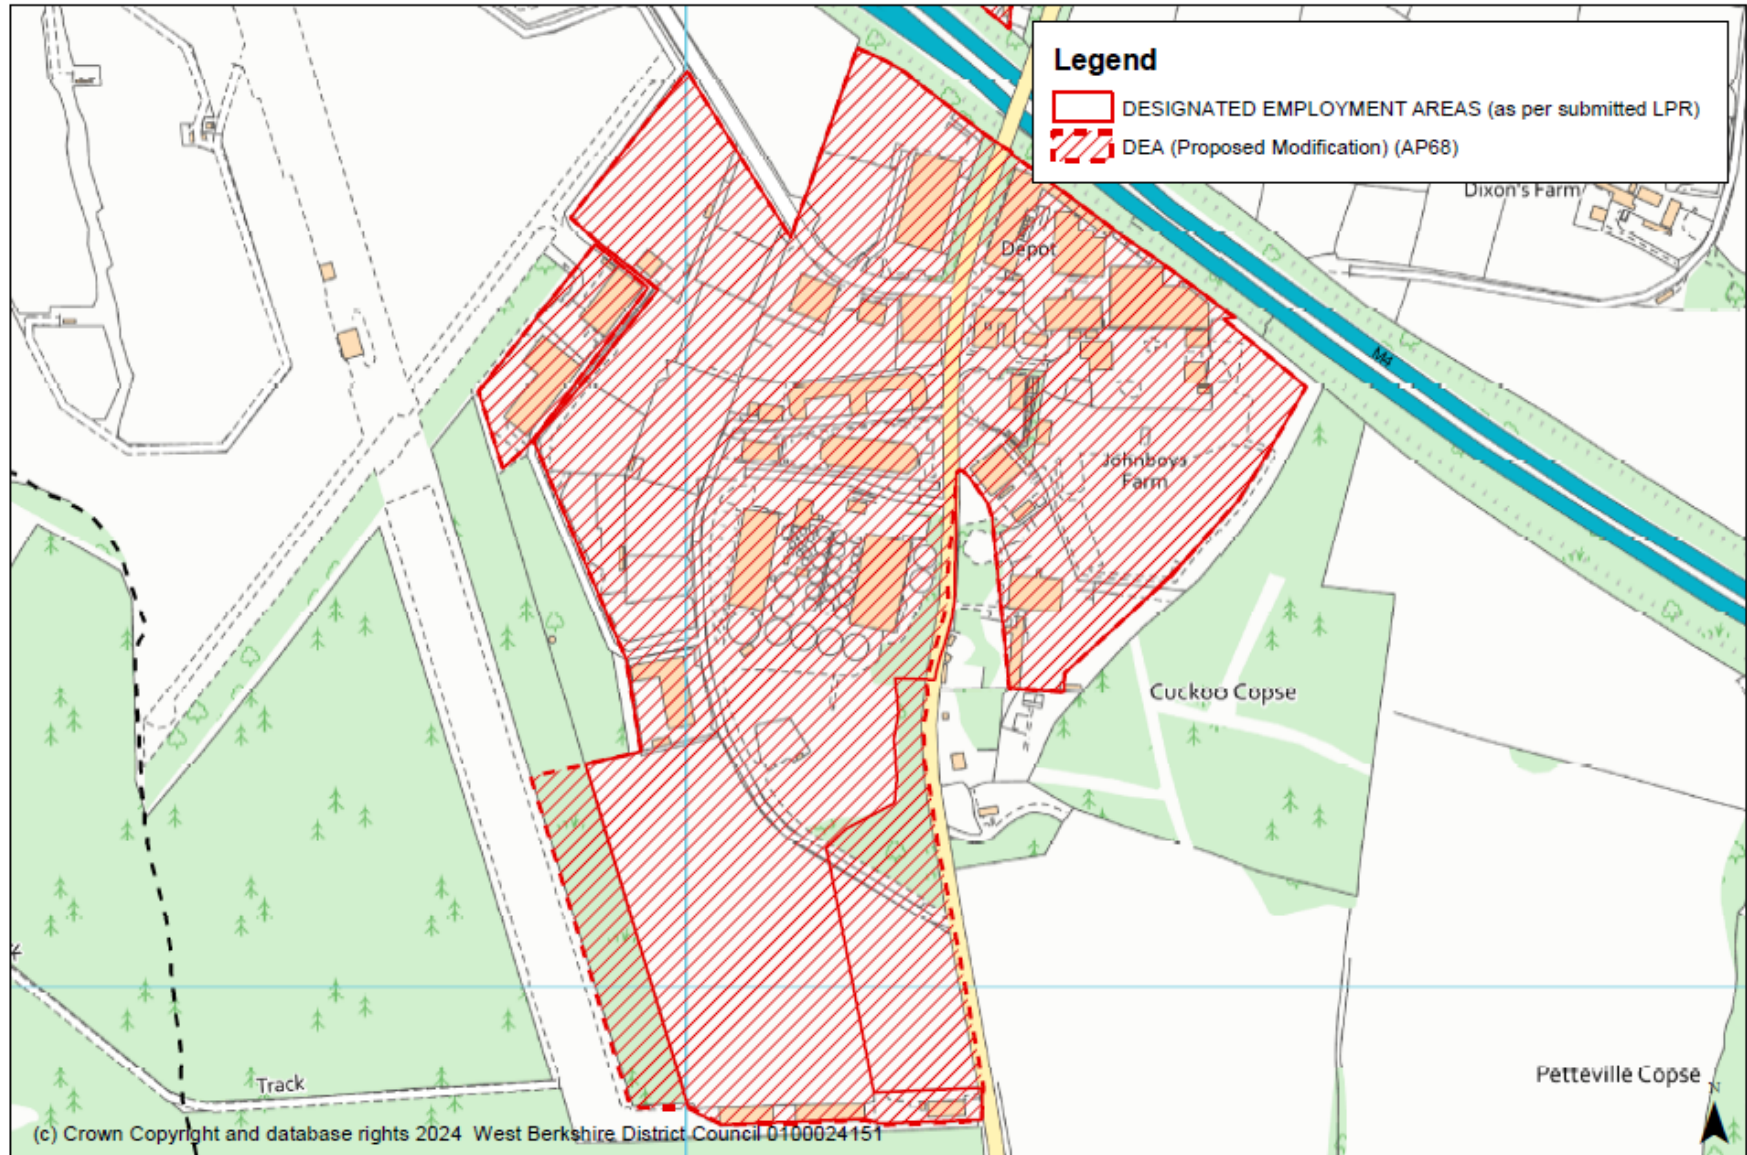 Legend
DESIGNATED EMPLOYMENT AREAS (as per submitted LPR)
DEA (Proposed Modification) (AP68)
Dixon's Farm
Depot
M4
Johnboys
Farm
Cuckoo Copse
Petteville Copse
Track
N
(c) Crown Copyright and database rights 2024 West Berkshire District Council 0100024151